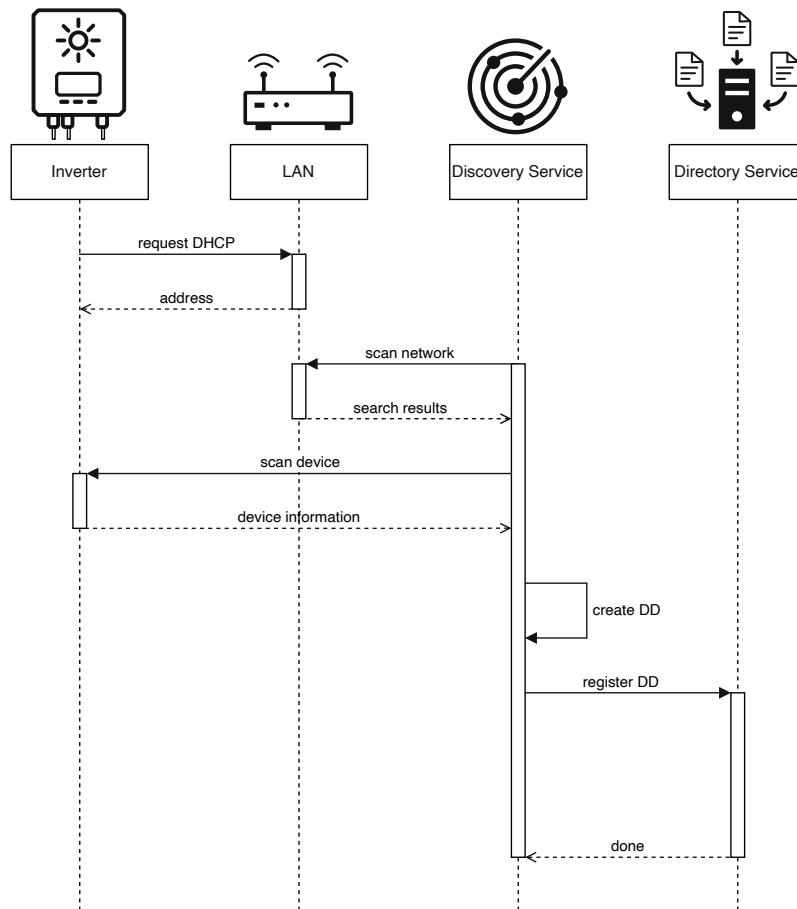 Inverter
LAN
Discovery Service
Directory Service
request DHCP
address
scan network
search results
scan device
device information
create DD
register DD
done